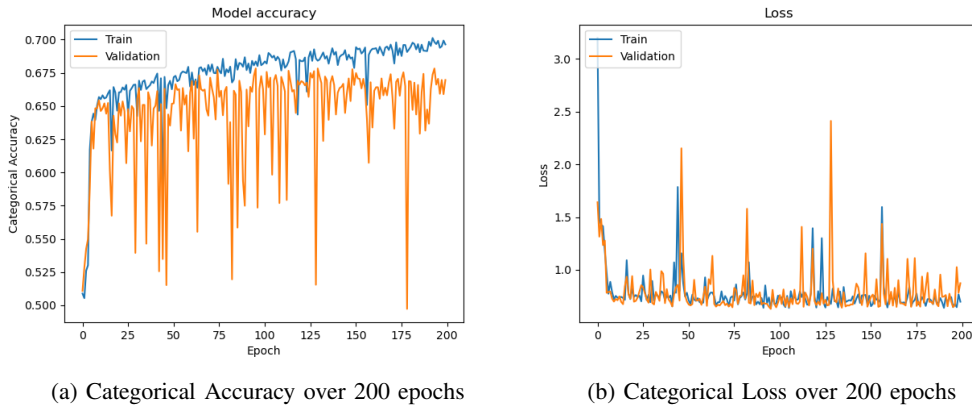 Model accuracy
Train
Validation
0.700
0.675
0.650
0.625
0.600
0.575
0.550
0.525
0.500
Categorical Accuracy
0 25 50 75 100 125 150 175 200
Epoch
(a) Categorical Accuracy over 200 epochs
Loss
Train
Validation
3.0
2.5
2.0
1.5
1.0
Loss
0 25 50 75 100 125 150 175 200
Epoch
(b) Categorical Loss over 200 epochs